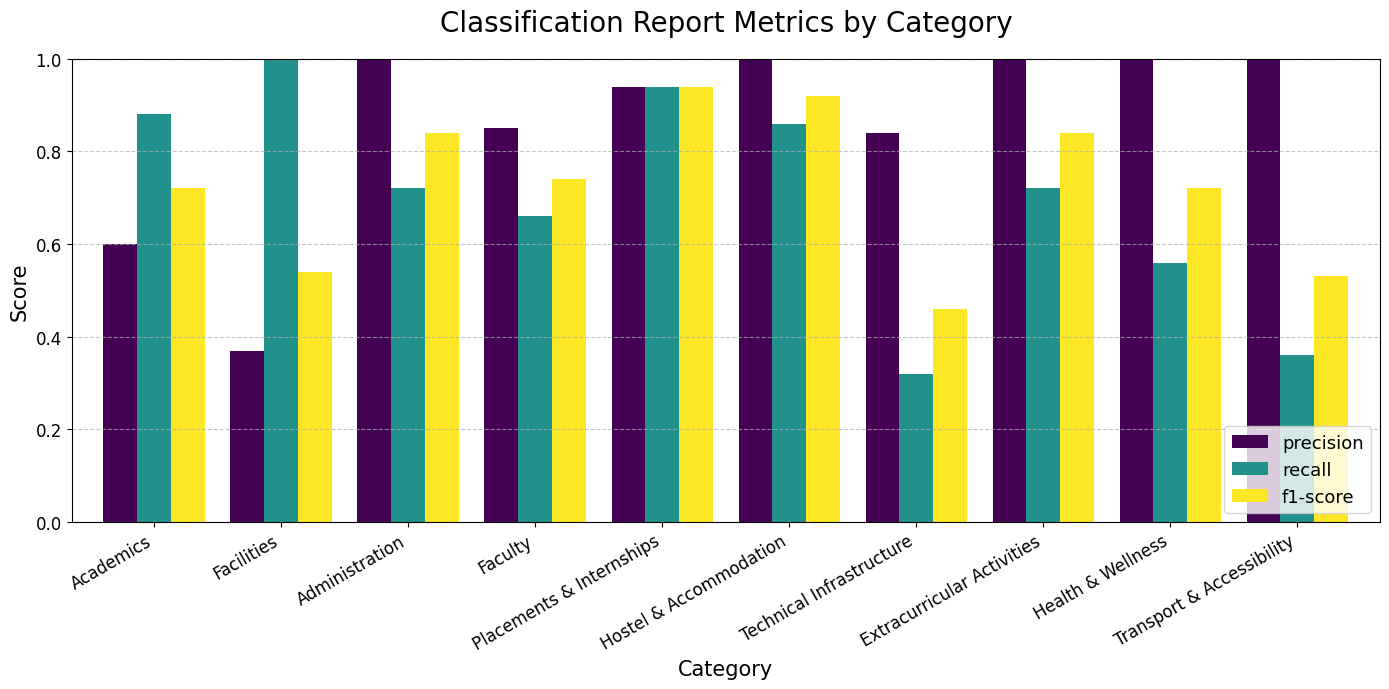 Classification Report Metrics by Category
Score
1.0
0.8
0.6
0.4
0.2
0.0
precision
recall
f1-score
Academics
Facilities
Administration
Faculty
Placements & Internships
Hostel & Accommodation
Technical Infrastructure
Extracurricular Activities
Health & Wellness
Transport & Accessibility
Category